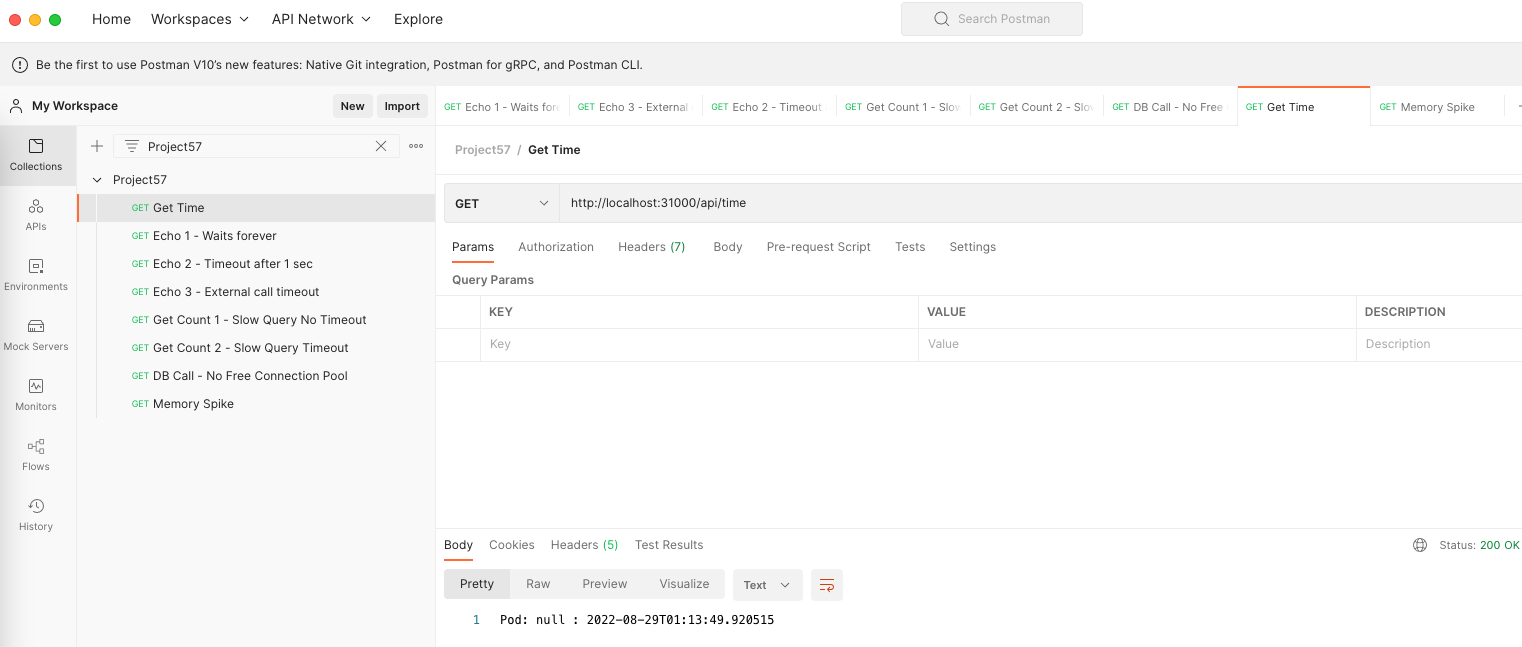 Home Workspaces API Network Explore Search Postman
Be the first to use Postman V10's new features: Native Git integration, Postman for gRPC, and Postman CLI.
My Workspace New Import
GET Echo 1 - Waits for GET Echo 3 - External GET Echo 2 - Timeout GET Get Count 1 - Slow GET Get Count 2 - Slo GET DB Call - No Free GET Get Time GET Memory Spike
Collections
APIs
Environments
Mock Servers
Monitors
Flows
History
Project57
Project57
GET Get Time
GET Echo 1 - Waits forever
GET Echo 2 - Timeout after 1 sec
GET Echo 3 - External call timeout
GET Get Count 1 - Slow Query No Timeout
GET Get Count 2 - Slow Query Timeout
GET DB Call - No Free Connection Pool
GET Memory Spike
Project57 / Get Time
GET http://localhost:31000/api/time
Params Authorization Headers (7) Body Pre-request Script Tests Settings
Query Params
KEY VALUE DESCRIPTION
Key Value Description
Body Cookies Headers (5) Test Results Status: 200 OK
Pretty Raw Preview Visualize Text
1 Pod: null : 2022-08-29T01:13:49.920515